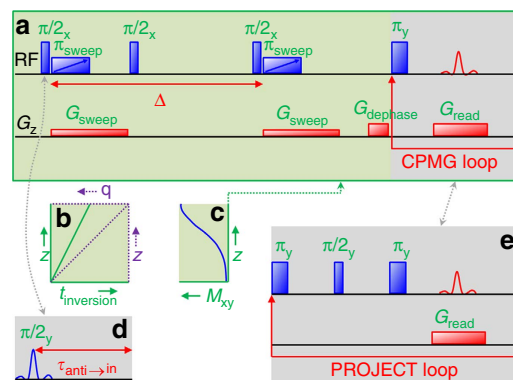 a
π/2x π/2x π/2x πy
πsweep πsweep
RF
Δ
Gz Gsweep Gsweep Gdephase Gread
CPMG loop
q
b c
z z z
tinversion Mxy
e
πy π/2y πy
Gread
PROJECT loop
d
π/2y
τanti→in